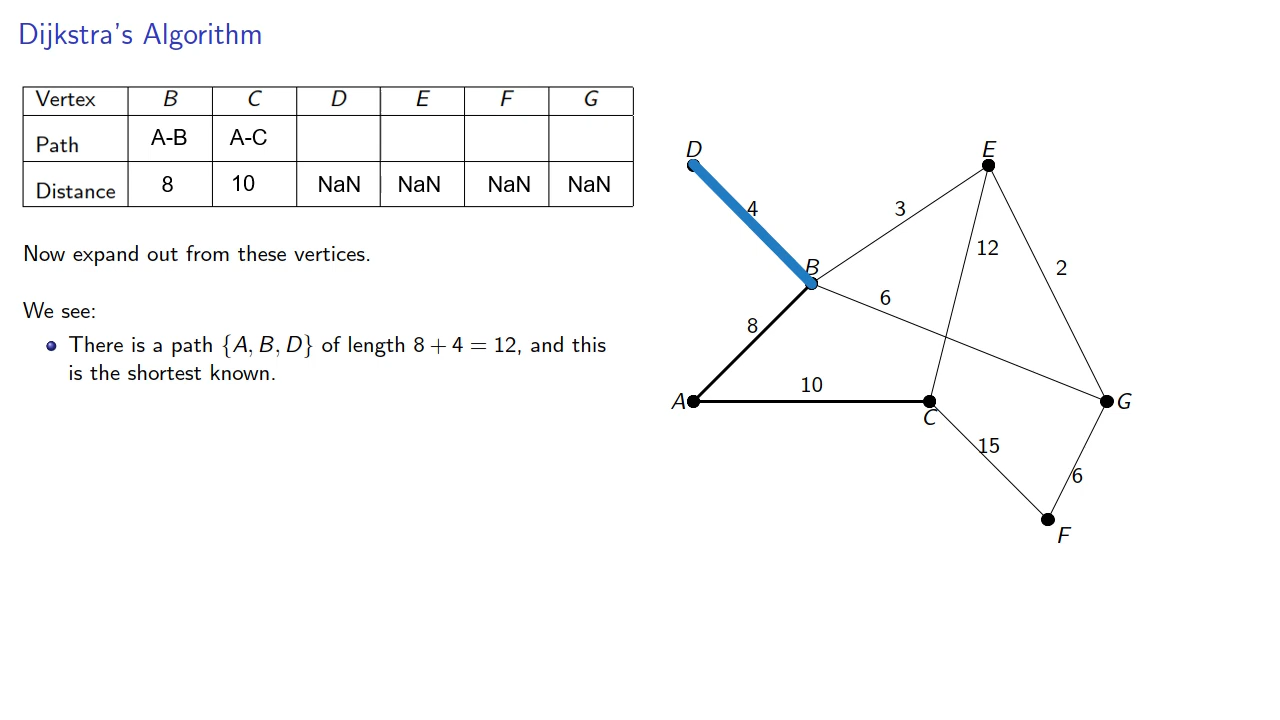 Dijkstra's Algorithm
Vertex B C D E F G
Path A-B A-C
Distance 8 10 NaN NaN NaN NaN
Now expand out from these vertices.
We see:
There is a path {A, B, D} of length 8 + 4 = 12, and this
is the shortest known.
D
E
4
3
12
B
2
6
8
10
A
C
G
15
6
F